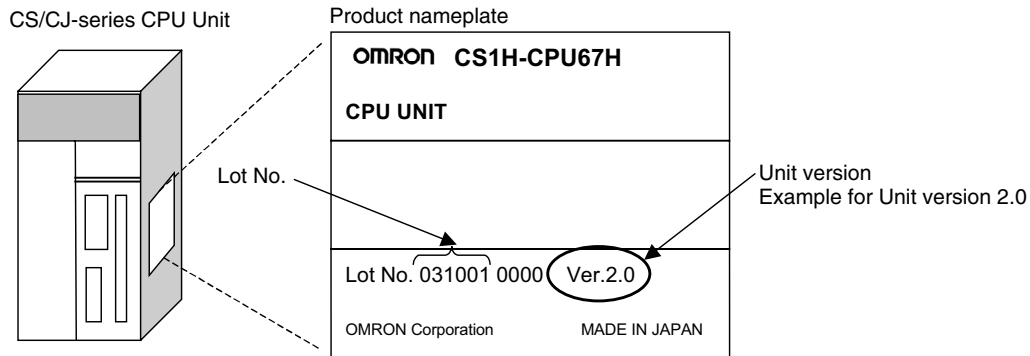 CS/CJ-series CPU Unit
Product nameplate
OMRON CS1H-CPU67H
CPU UNIT
Lot No.
Unit version
Example for Unit version 2.0
Lot No. 031001 0000 Ver.2.0
OMRON Corporation MADE IN JAPAN